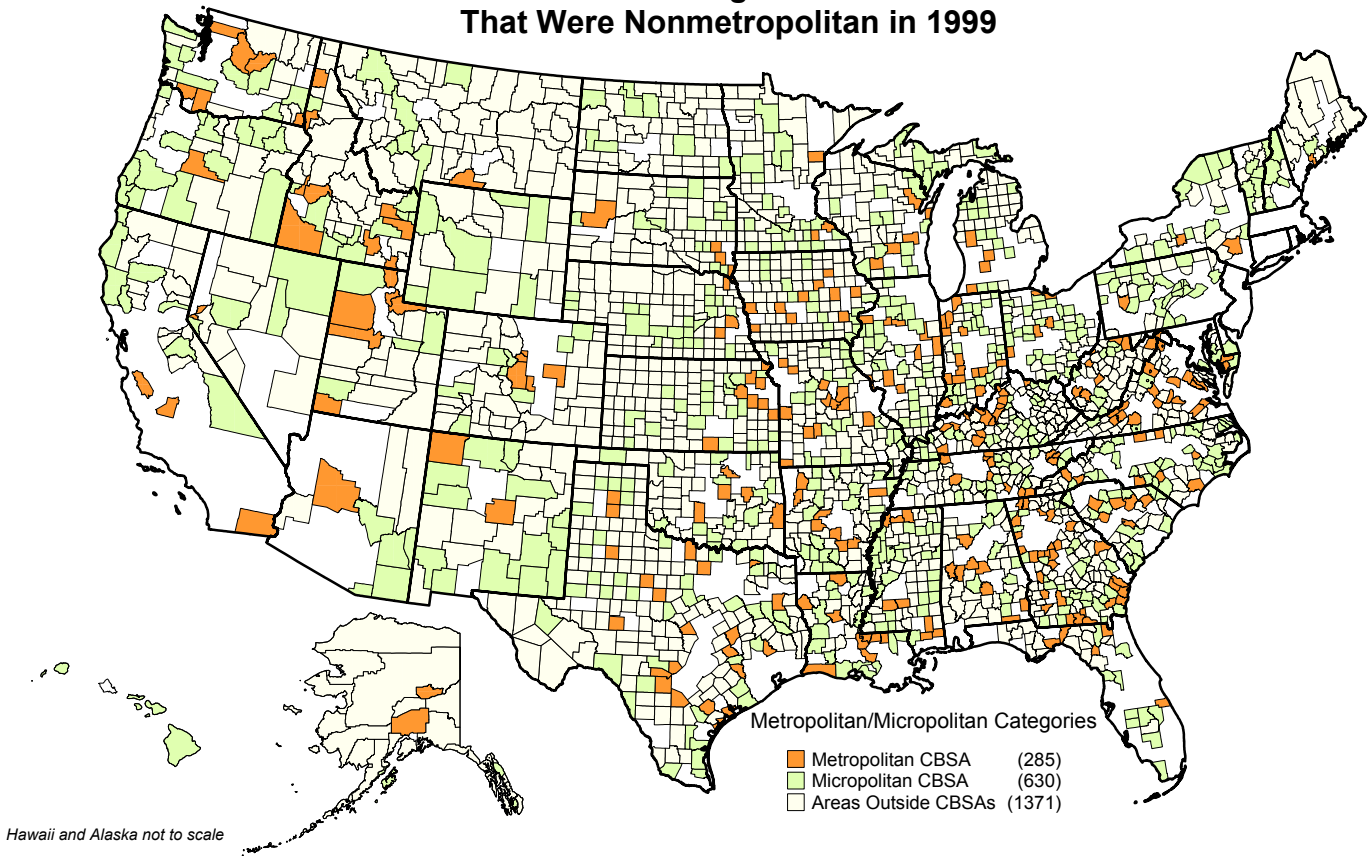 That Were Nonmetropolitan in 1999
Metropolitan/Micropolitan Categories
Metropolitan CBSA (285)
Micropolitan CBSA (630)
Areas Outside CBSAs (1371)
Hawaii and Alaska not to scale